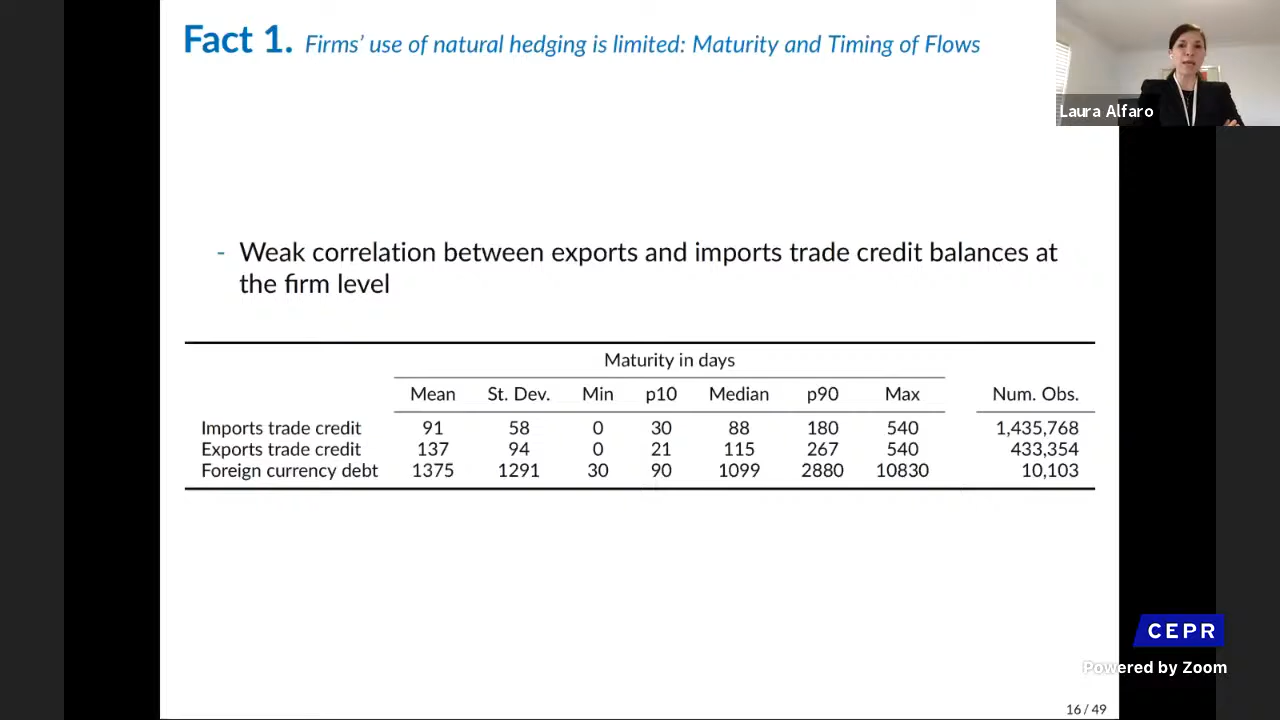 Fact 1. Firms' use of natural hedging is limited: Maturity and Timing of Flows
Laura Alfaro
- Weak correlation between exports and imports trade credit balances at
the firm level
Maturity in days
Mean St. Dev. Min p10 Median p90 Max Num. Obs.
Imports trade credit 91 58 0 30 88 180 540 1,435,768
Exports trade credit 137 94 0 21 115 267 540 433,354
Foreign currency debt 1375 1291 30 90 1099 2880 10830 10,103
CEPR
Powered by Zoom
16 / 49